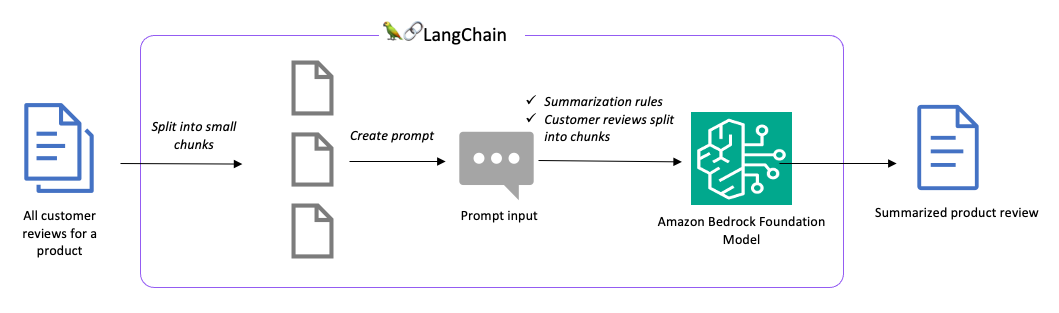 LangChain
Split into small
chunks
Create prompt
✓ Summarization rules
✓ Customer reviews split
into chunks
All customer
reviews for a
product
Prompt input
Amazon Bedrock Foundation
Model
Summarized product review